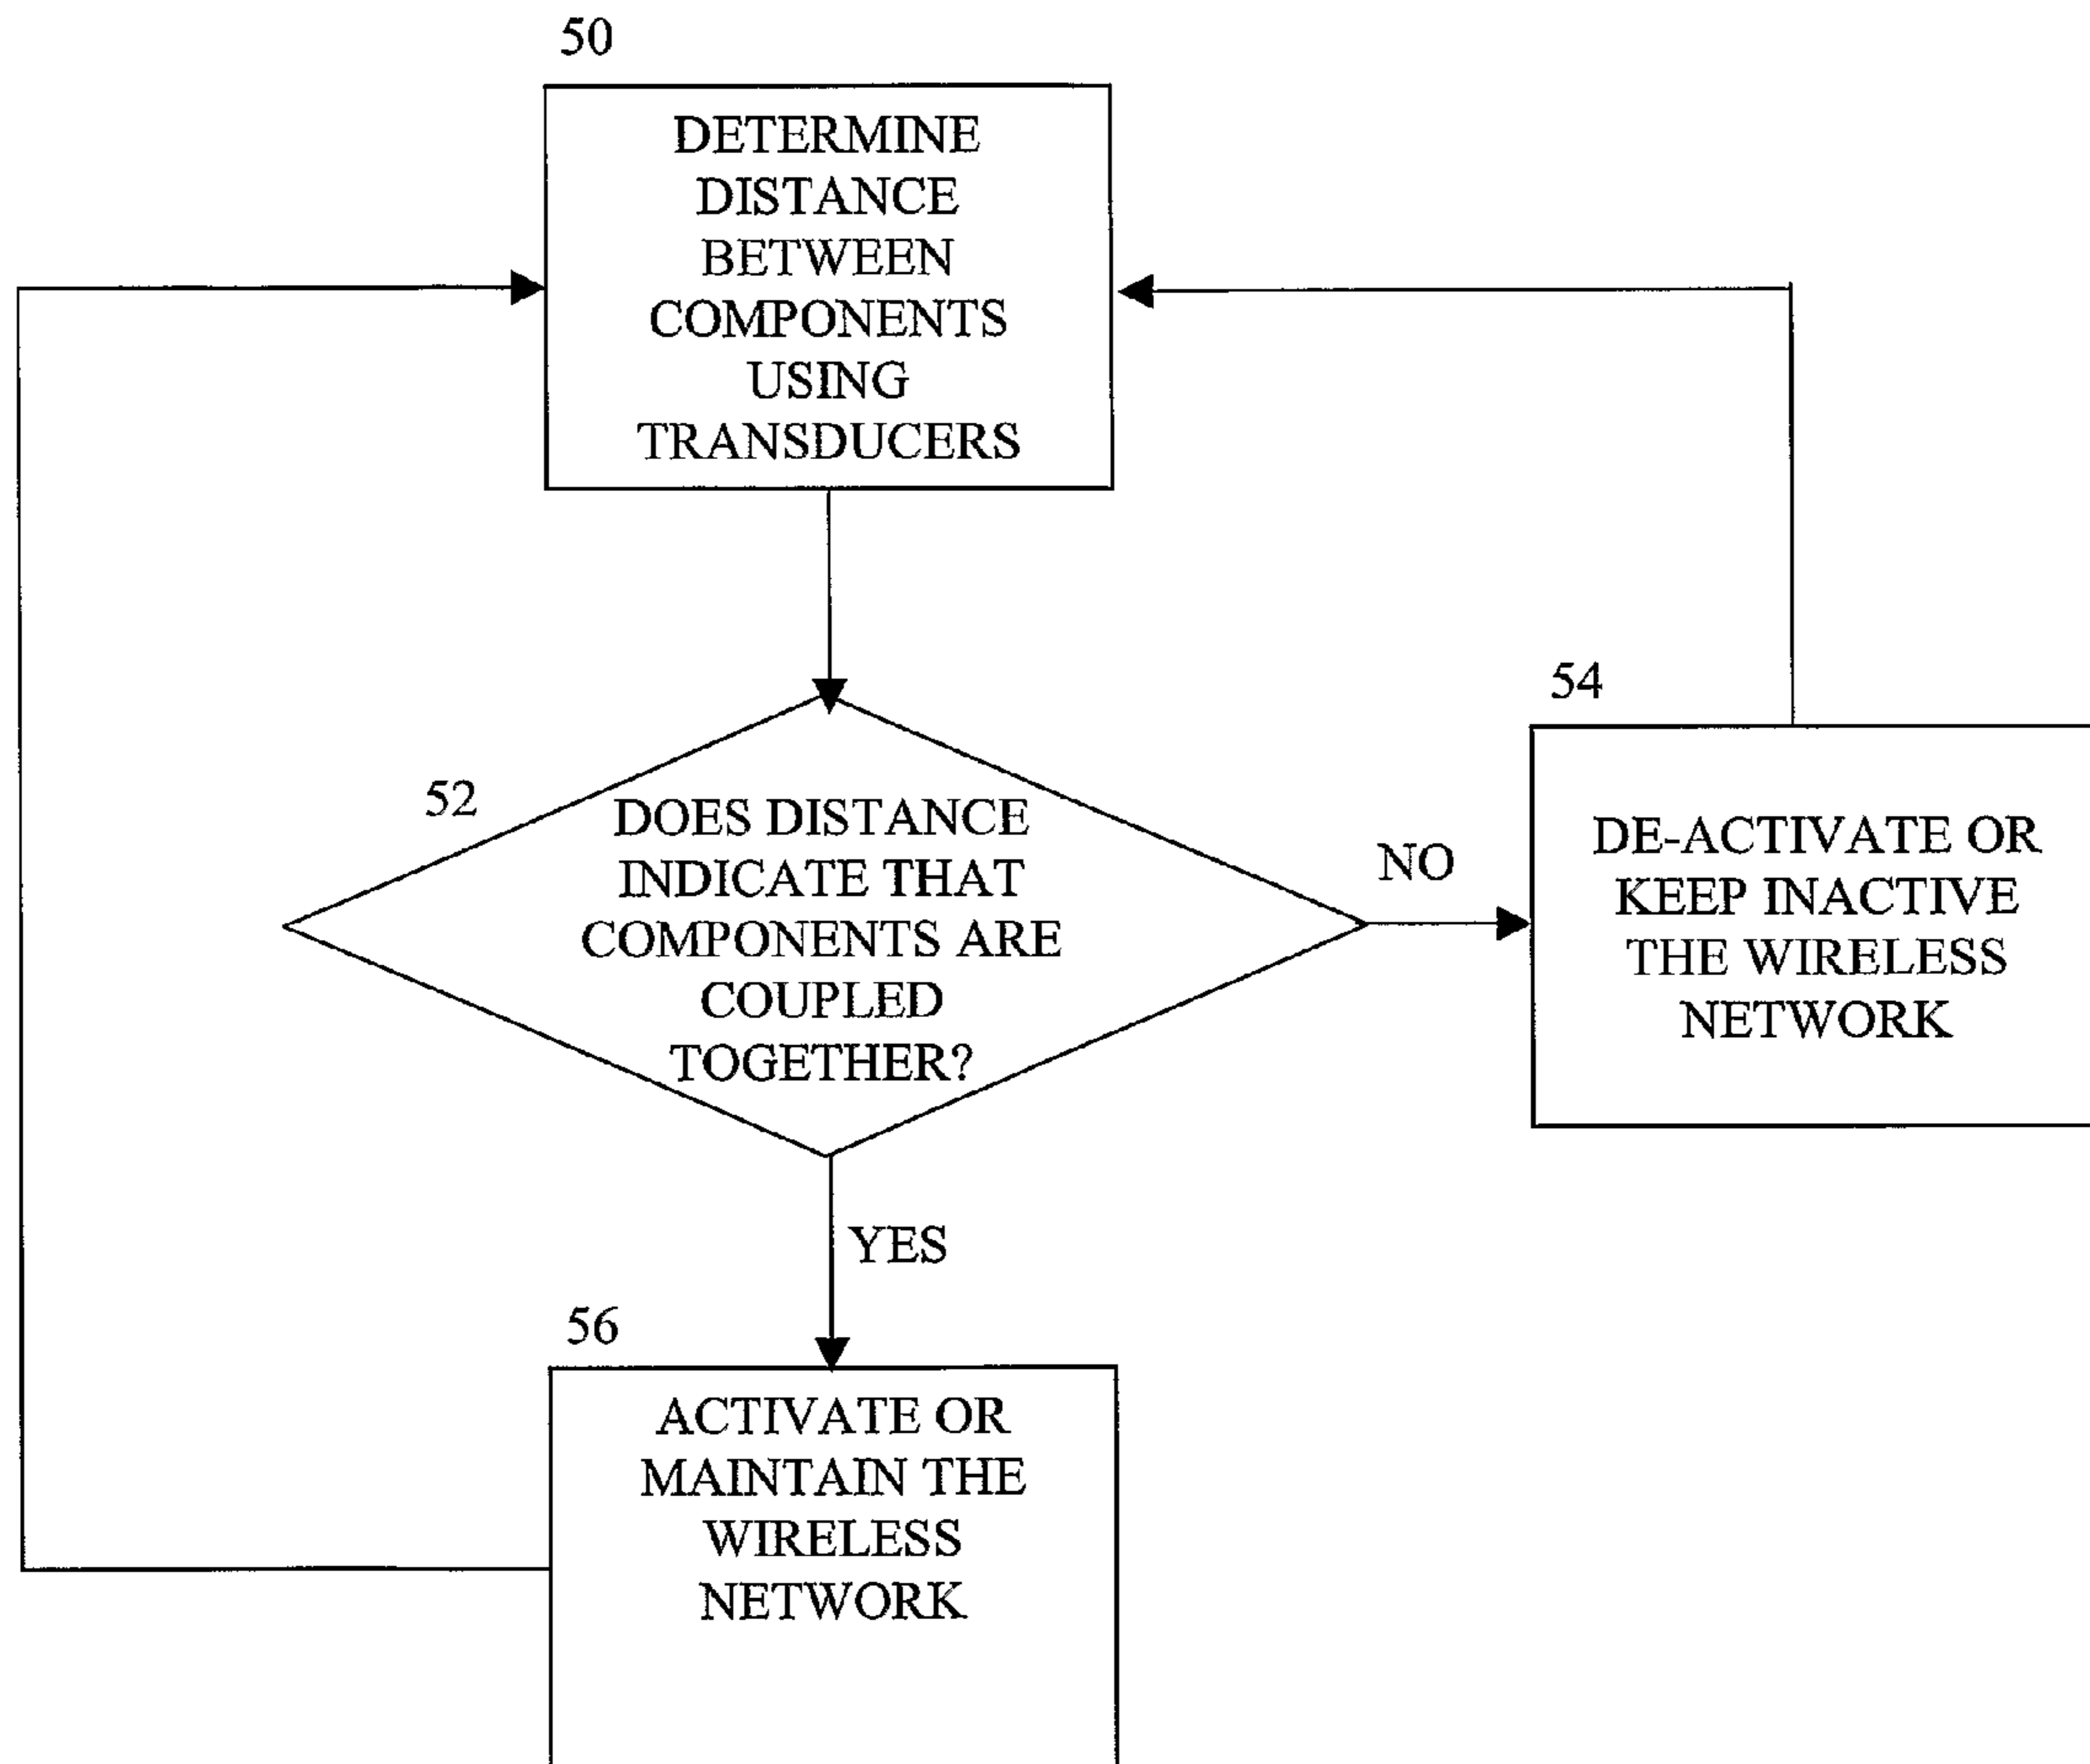 50
DETERMINE
DISTANCE
BETWEEN
COMPONENTS
USING
TRANSDUCERS
52
DOES DISTANCE
INDICATE THAT
COMPONENTS ARE
COUPLED
TOGETHER?
NO
54
DE-ACTIVATE OR
KEEP INACTIVE
THE WIRELESS
NETWORK
YES
56
ACTIVATE OR
MAINTAIN THE
WIRELESS
NETWORK